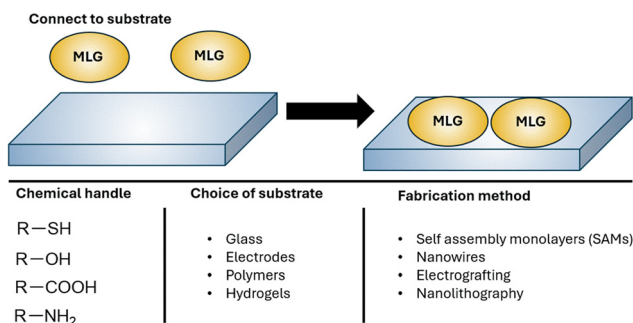 Connect to substrate
MLG
MLG
MLG
MLG
Chemical handle
R–SH
R–OH
R–COOH
R–NH₂
Choice of substrate
• Glass
• Electrodes
• Polymers
• Hydrogels
Fabrication method
• Self assembly monolayers (SAMs)
• Nanowires
• Electrografting
• Nanolithography